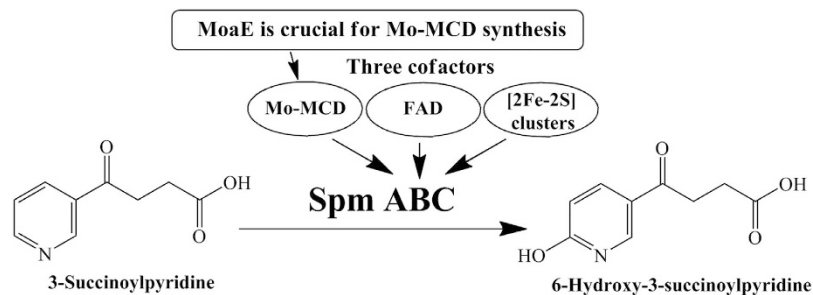 MoaE is crucial for Mo-MCD synthesis
Three cofactors
Mo-MCD
FAD
[2Fe-2S]
clusters
Spm ABC
O
OH
O
N
3-Succinoylpyridine
O
OH
O
HO
N
6-Hydroxy-3-succinoylpyridine